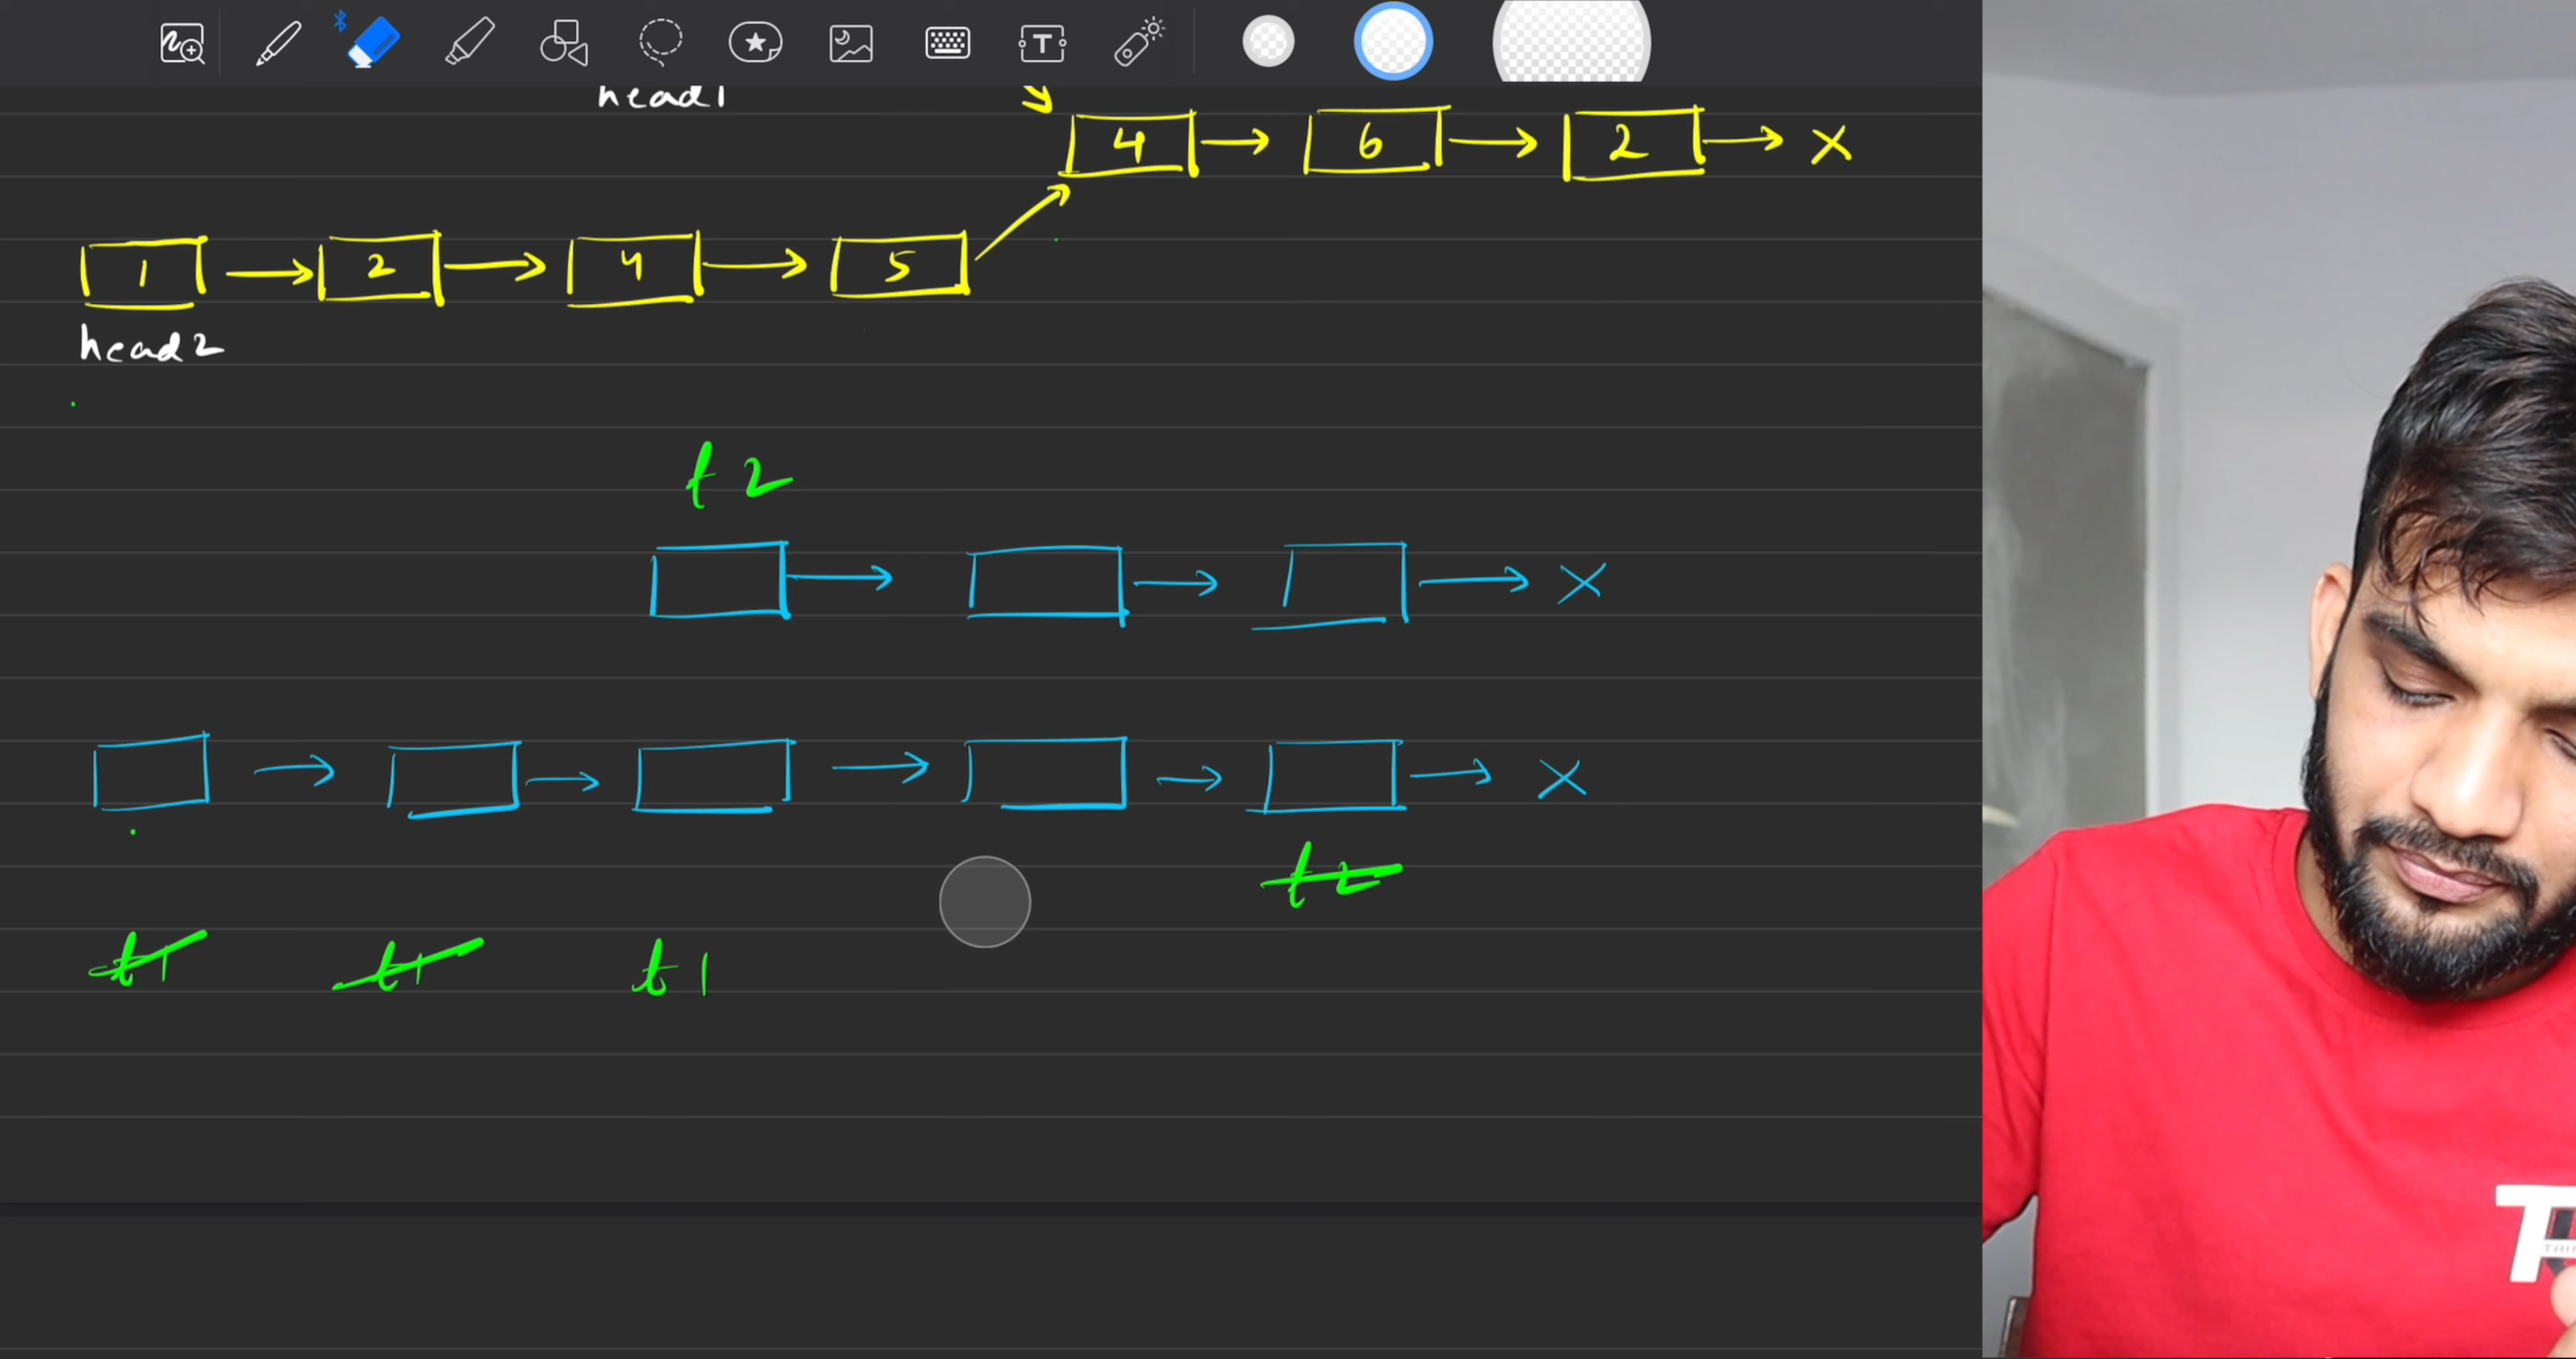 head1
4 → 6 → 2 → X
1 → 2 → 4 → 5
head2
t2
→ → → X
→ → → → → X
t2
t1 t1 t1